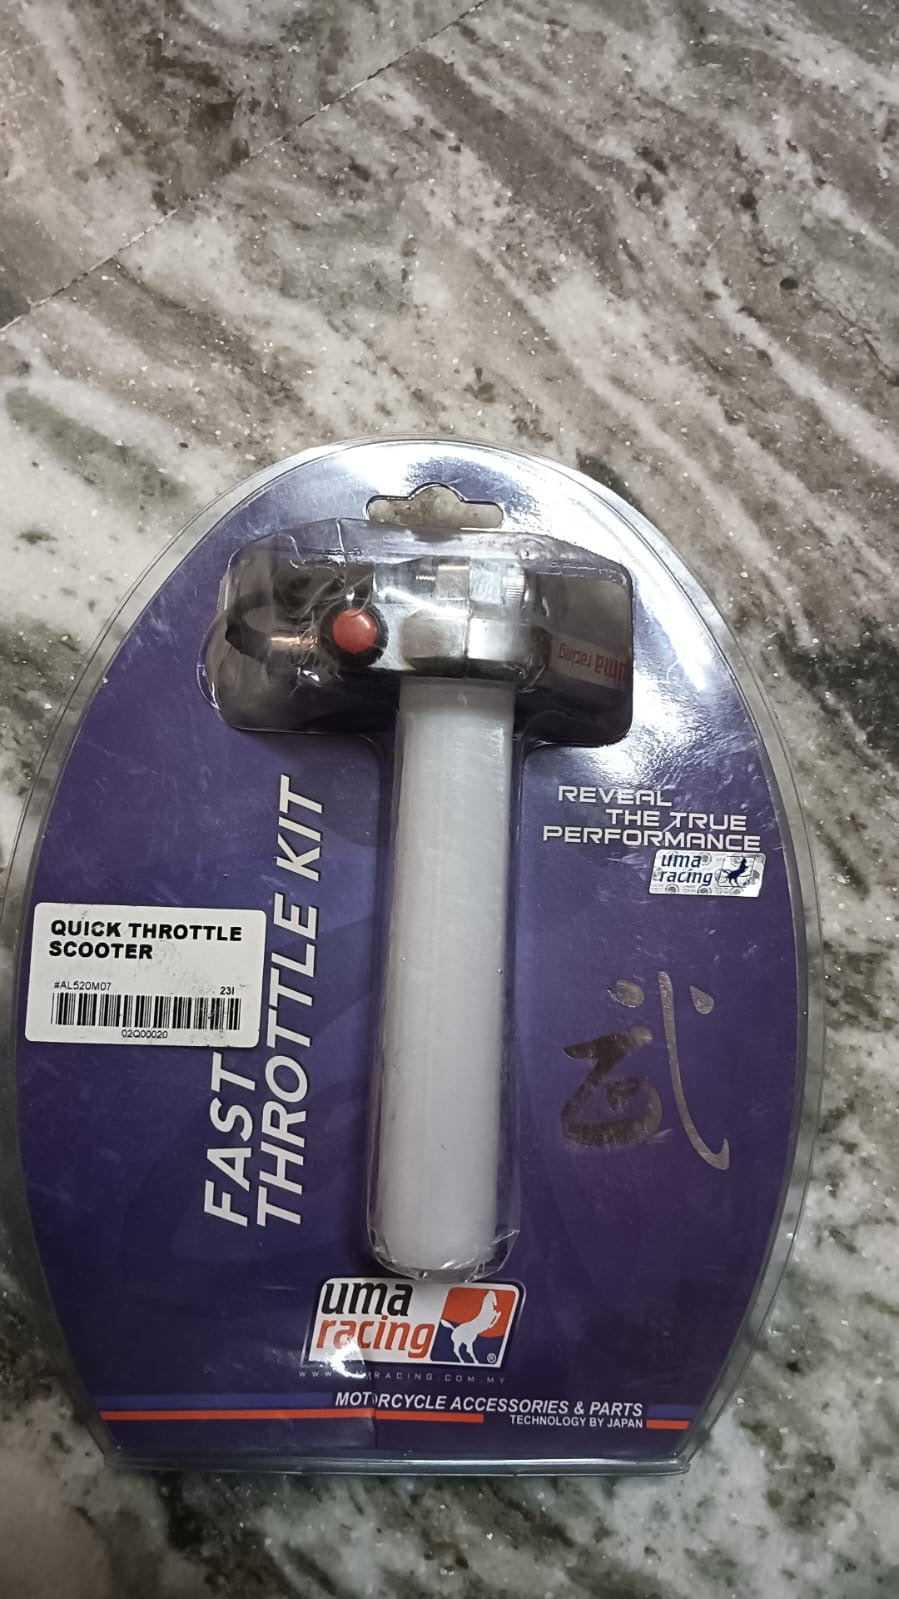 uma racing
REVEAL
THE TRUE
PERFORMANCE
uma
racing
QUICK THROTTLE
SCOOTER
#AL520M07
23I
02Q00020
FAST
THROTTLE KIT
武
uma
racing
®
MOTORCYCLE ACCESSORIES & PARTS
TECHNOLOGY BY JAPAN